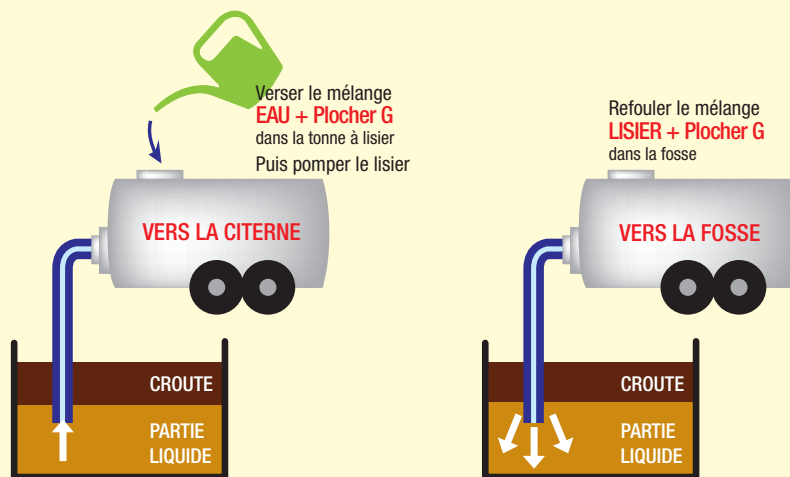 Verser le mélange
EAU + Plocher G
dans la tonne à lisier
Puis pomper le lisier
VERS LA CITERNE
CROUTE
PARTIE
LIQUIDE
Refouler le mélange
LISIER + Plocher G
dans la fosse
VERS LA FOSSE
CROUTE
PARTIE
LIQUIDE